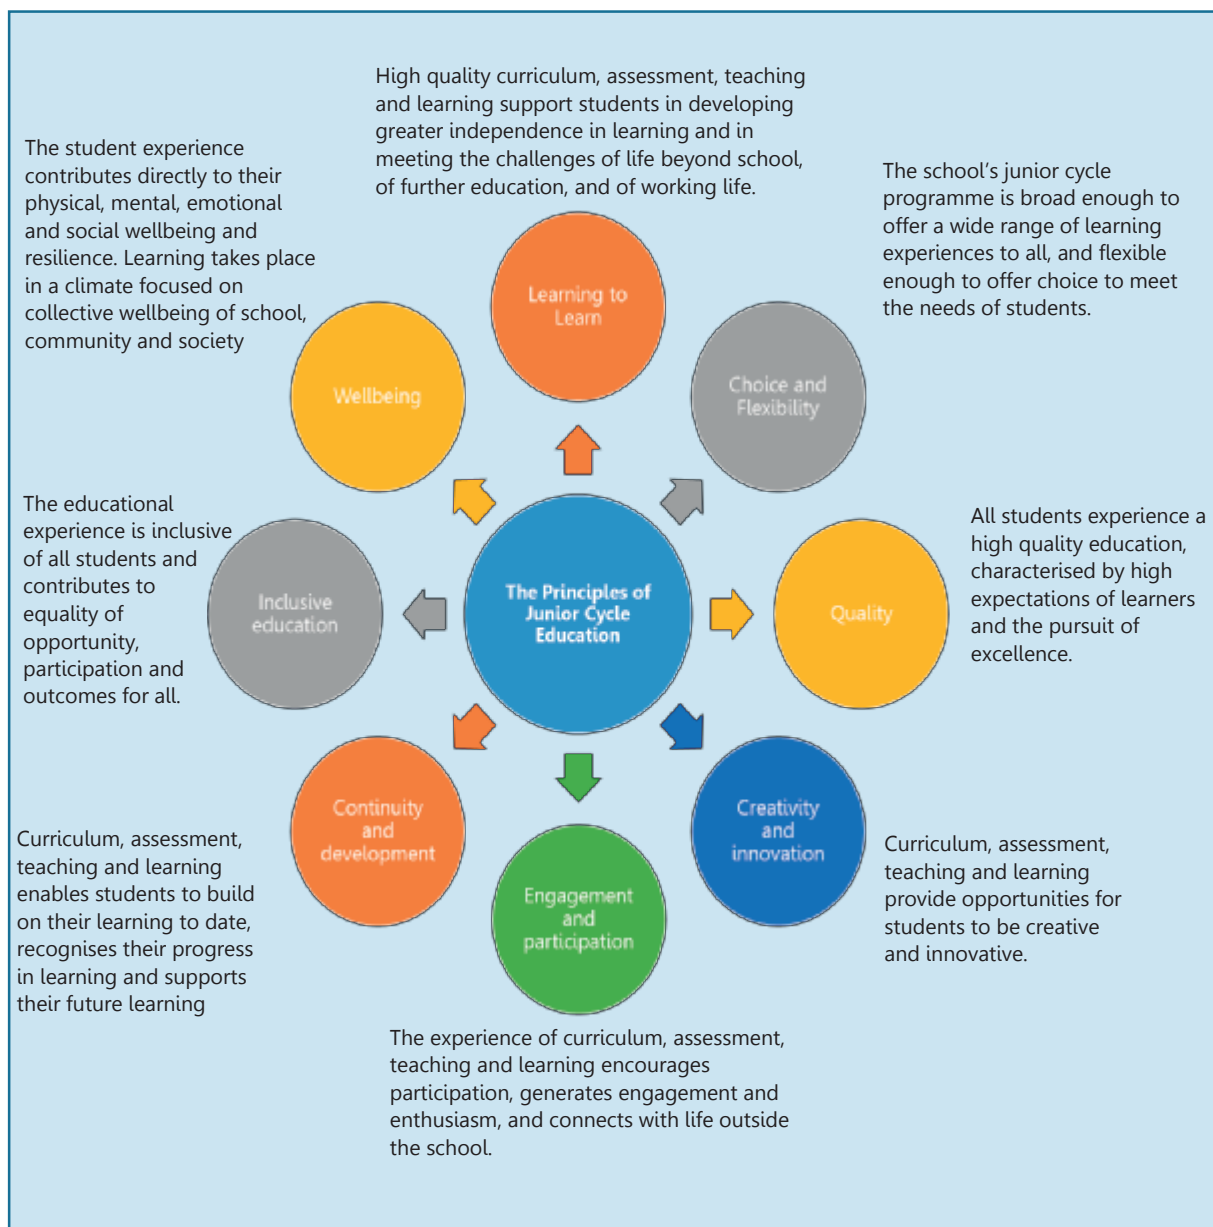 High quality curriculum, assessment, teaching
and learning support students in developing
greater independence in learning and in
meeting the challenges of life beyond school,
of further education, and of working life.
The student experience
contributes directly to their
physical, mental, emotional
and social wellbeing and
resilience. Learning takes place
in a climate focused on
collective wellbeing of school,
community and society
The school’s junior cycle
programme is broad enough to
offer a wide range of learning
experiences to all, and flexible
enough to offer choice to meet
the needs of students.
Learning to
Learn
Wellbeing
Choice and
Flexibility
The educational
experience is inclusive
of all students and
contributes to
equality of
opportunity,
participation and
outcomes for all.
Inclusive
education
The Principles of
Junior Cycle
Education
Quality
All students experience a
high quality education,
characterised by high
expectations of learners
and the pursuit of
excellence.
Continuity
and
development
Creativity
and
innovation
Engagement
and
participation
Curriculum, assessment,
teaching and learning
enables students to build
on their learning to date,
recognises their progress
in learning and supports
their future learning
Curriculum, assessment,
teaching and learning
provide opportunities for
students to be creative
and innovative.
The experience of curriculum, assessment,
teaching and learning encourages
participation, generates engagement and
enthusiasm, and connects with life outside
the school.